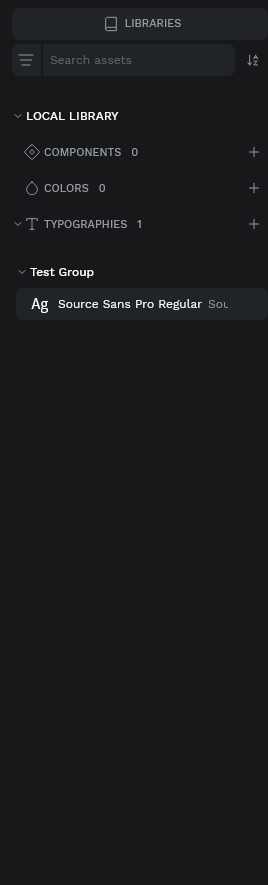 LIBRARIES
Search assets
LOCAL LIBRARY
COMPONENTS 0
COLORS 0
TYPOGRAPHIES 1
Test Group
Ag Source Sans Pro Regular Sou